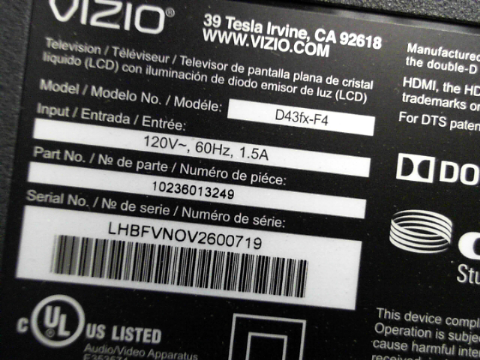 VIZIO®
39 Tesla Irvine, CA 92618
WWW.VIZIO.COM
Television / Téléviseur / Televisor de pantalla plana de cristal
líquido (LCD) con iluminación de diodo emisor de luz (LCD)
Model / Modelo No. / Modéle:
D43fx-F4
Input / Entrada / Entrée:
120V~, 60Hz, 1.5A
Part No. / № de parte / Numéro de piéce:
10236013249
Serial No. / № de serie / Numéro de série:
LHBFVNOV2600719
C UL US LISTED
Audio/Video Apparatus
Manufactured
the double-D
HDMI, the HD
trademarks o
For DTS paten
DO
Stu
This device compl
Operation is subje
cause harmful inte